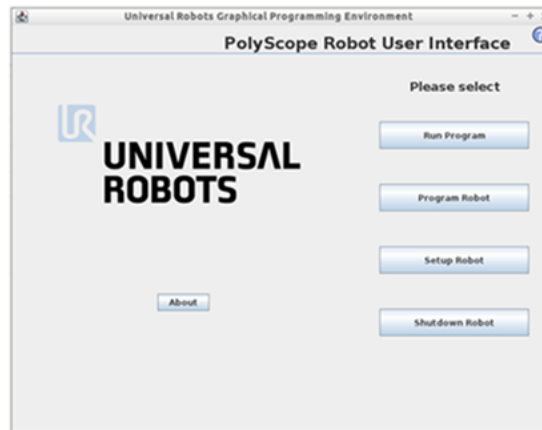 Universal Robots Graphical Programming Environment
PolyScope Robot User Interface
?
Please select
UR
UNIVERSAL
ROBOTS
Run Program
Program Robot
Setup Robot
About
Shutdown Robot